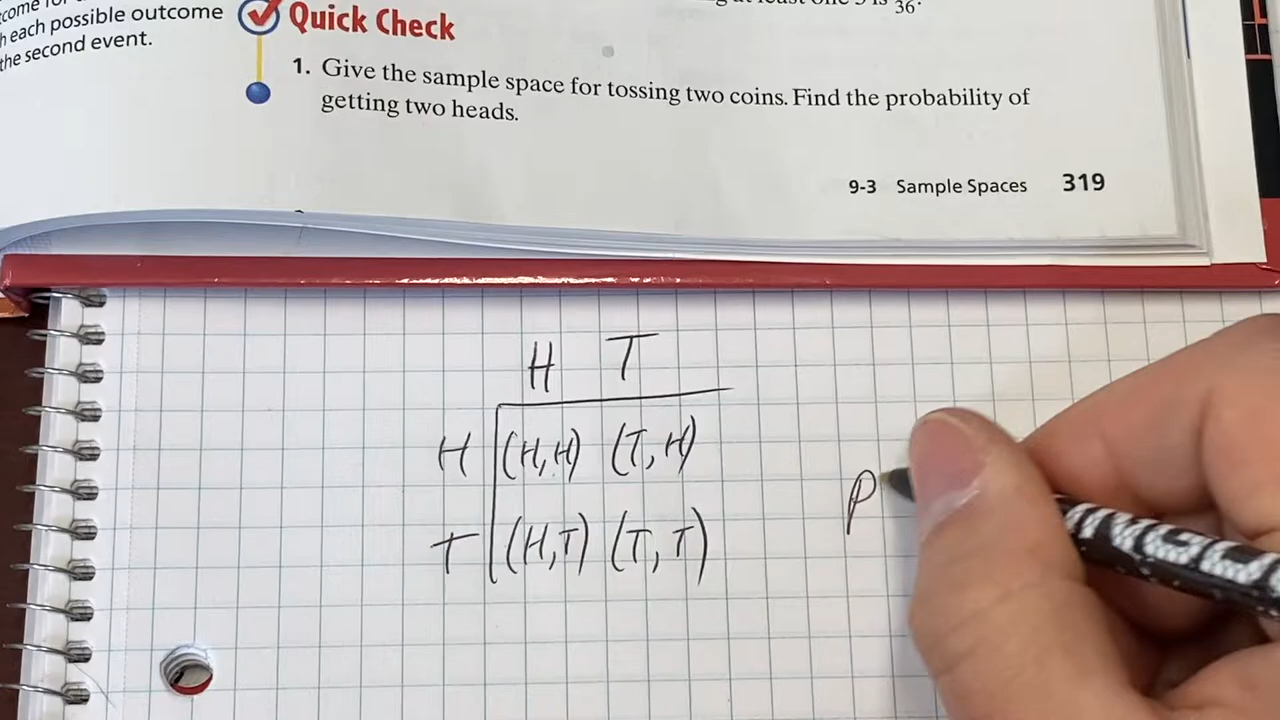 each possible outcome
the second event.
36.
Quick Check
1. Give the sample space for tossing two coins. Find the probability of
getting two heads.
9-3 Sample Spaces 319
H T
H (H,H) (T,H)
T (H,T) (T,T)
P